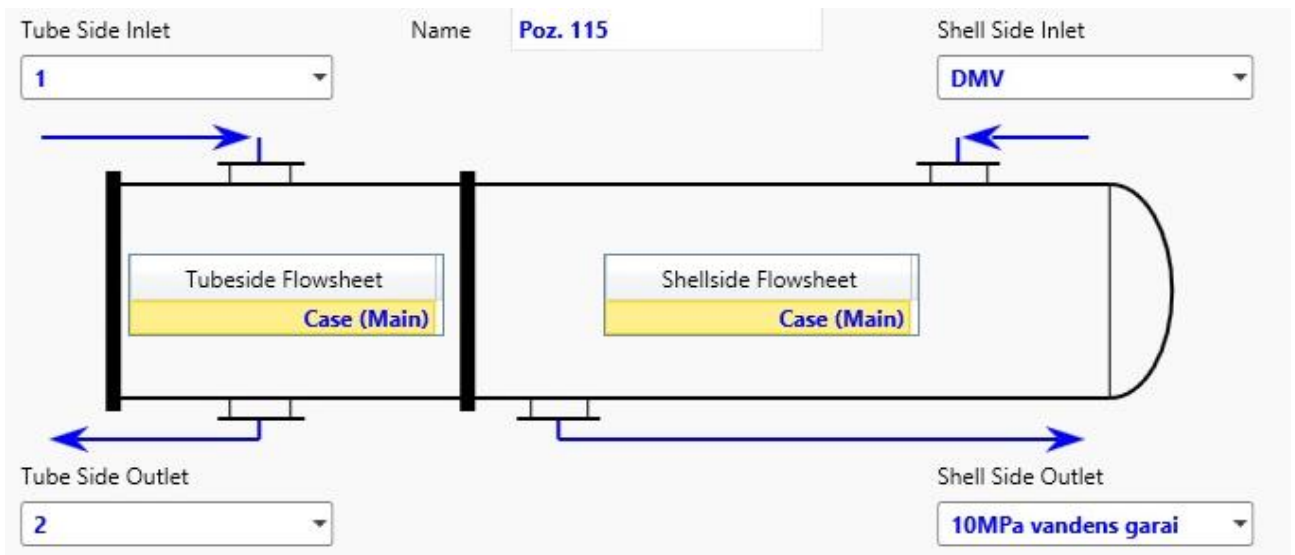 Tube Side Inlet
Name
Poz. 115
Shell Side Inlet
1
DMV
Tubeside Flowsheet
Case (Main)
Shellside Flowsheet
Case (Main)
Tube Side Outlet
Shell Side Outlet
2
10MPa vandens garai